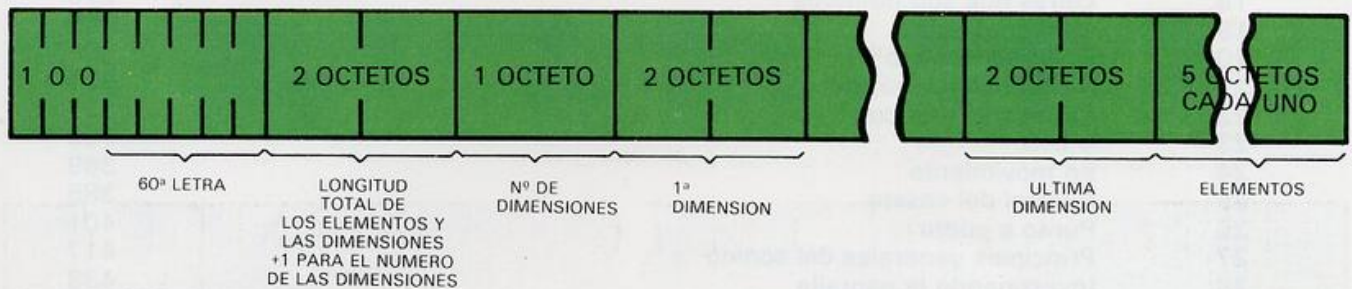 1 0 0
2 OCTETOS
1 OCTETO
2 OCTETOS
2 OCTETOS
5 OCTETOS
CADA UNO
60ª LETRA
LONGITUD
TOTAL DE
LOS ELEMENTOS Y
LAS DIMENSIONES
+1 PARA EL NUMERO
DE LAS DIMENSIONES
Nº DE
DIMENSIONES
1ª
DIMENSION
ULTIMA
DIMENSION
ELEMENTOS